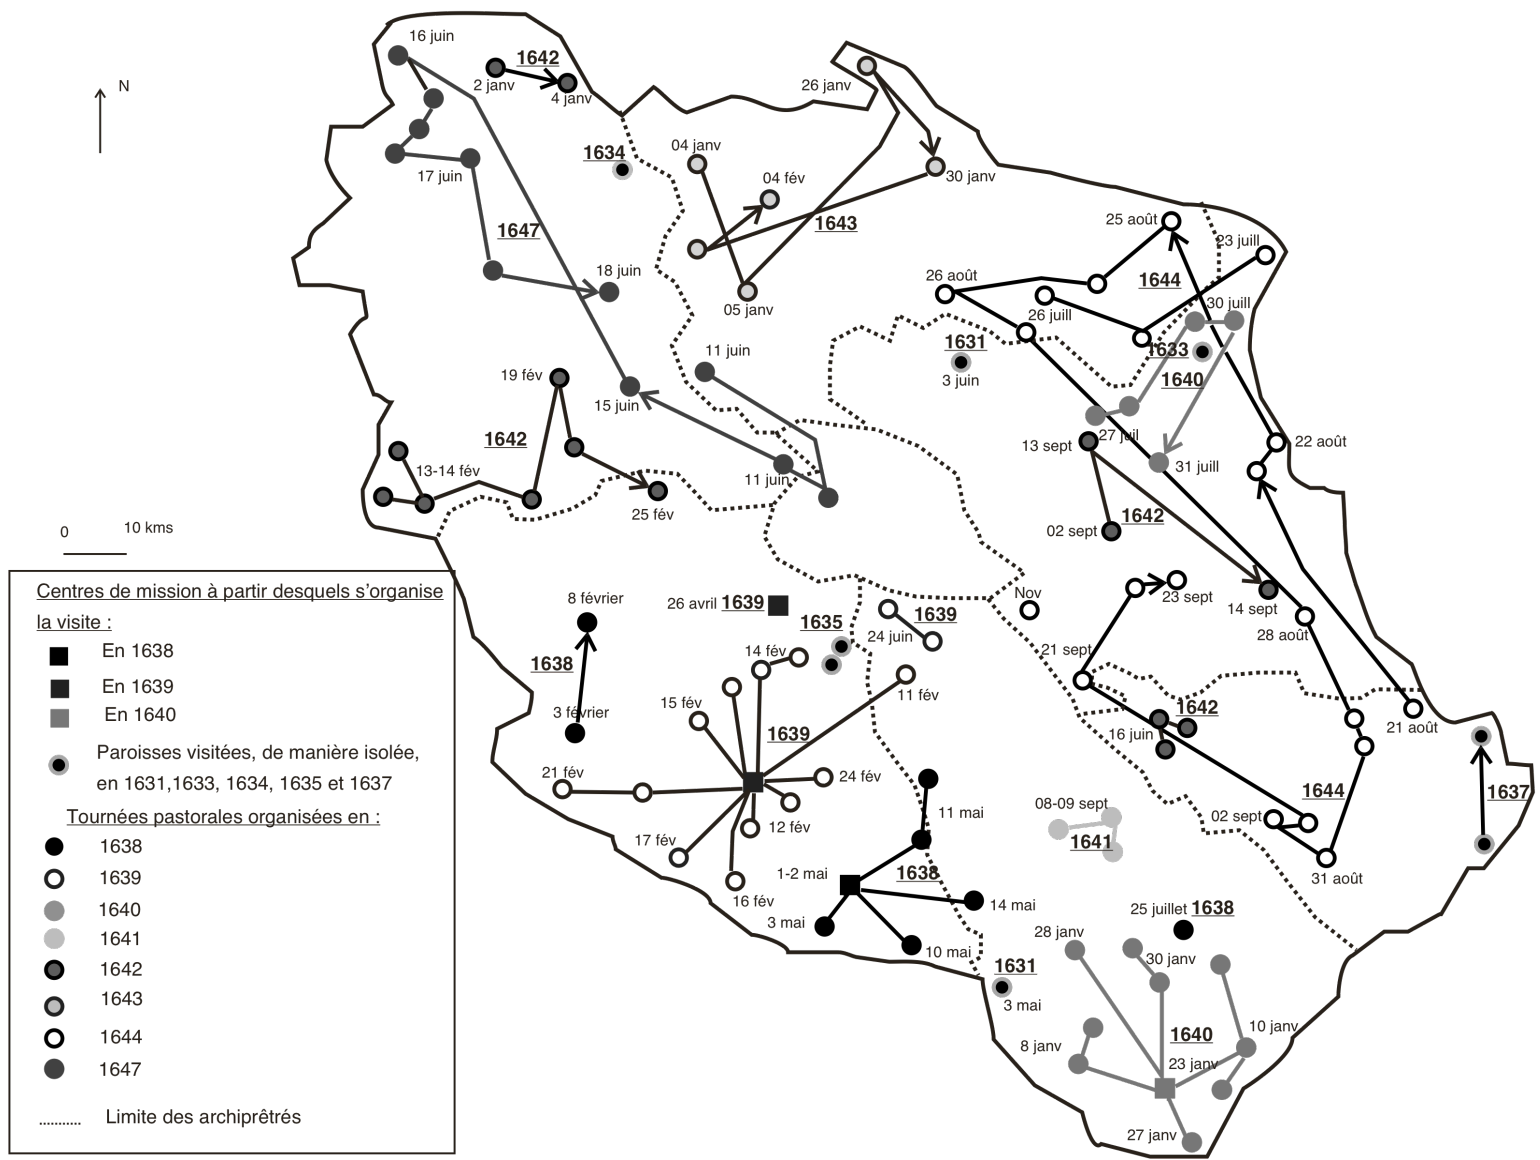 16 juin
1642
2 janv
4 janv
26 janv
N
1634
04 janv
04 fév
30 janv
17 juin
1643
1647
25 août
23 juill
18 juin
26 août
1644
05 janv
26 juill
30 juill
11 juin
1631
3 juin
1633
1640
19 fév
15 juin
1642
13 sept
27 juil
22 août
13-14 fév
11 juin
31 juill
25 fév
02 sept
1642
0
10 kms
8 février
26 avril 1639
1635
24 juin
1639
Nov
23 sept
14 sept
28 août
1638
14 fév
21 sept
11 fév
3 février
15 fév
1639
16 juin
1642
21 août
21 fév
24 fév
1644
1637
12 fév
11 mai
08-09 sept
1641
02 sept
17 fév
1-2 mai
1638
31 août
16 fév
3 mai
14 mai
25 juillet 1638
10 mai
28 janv
30 janv
1631
3 mai
8 janv
1640
10 janv
23 janv
27 janv
Centres de mission à partir desquels s’organise
la visite :
En 1638
En 1639
En 1640
Paroisses visitées, de manière isolée,
en 1631,1633, 1634, 1635 et 1637
Tournées pastorales organisées en :
1638
1639
1640
1641
1642
1643
1644
1647
Limite des archiprêtrés